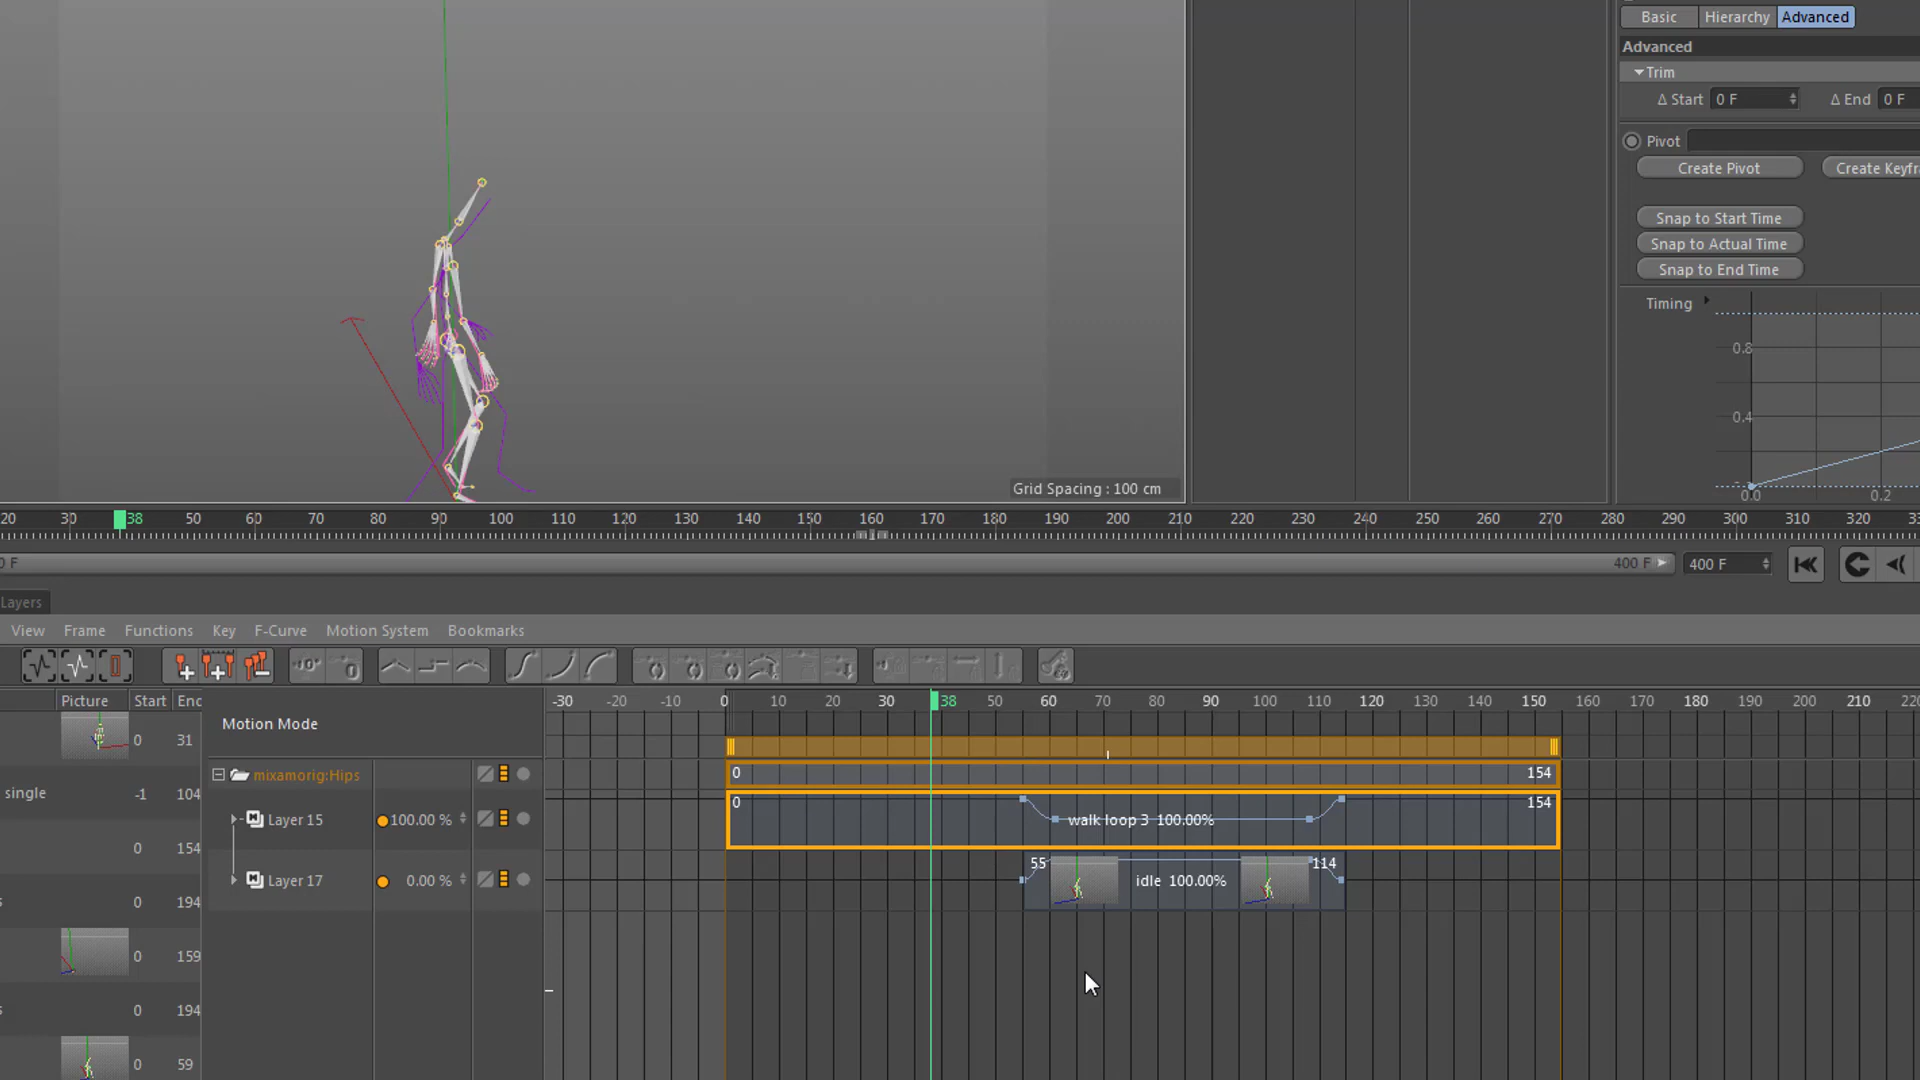 Basic Hierarchy Advanced
Advanced
Trim
Δ Start 0 F Δ End 0 F
Pivot
Create Pivot Create Keyfr
Snap to Start Time
Snap to Actual Time
Snap to End Time
Timing
0.8
0.4
0.0 0.2
Grid Spacing : 100 cm
20 30 38 50 60 70 80 90 100 110 120 130 140 150 160 170 180 190 200 210 220 230 240 250 260 270 280 290 300 310 320 33
0 F 400 F 400 F
Layers
View Frame Functions Key F-Curve Motion System Bookmarks
Picture Start End
-30 -20 -10 0 10 20 30 38 50 60 70 80 90 100 110 120 130 140 150 160 170 180 190 200 210 220
Motion Mode
0 31
mixamorig:Hips
0 154
single -1 104
0 154
Layer 15 100.00 % walk loop 3 100.00%
0 154
55 114
Layer 17 0.00 % idle 100.00%
s 0 194
0 159
s 0 194
0 59